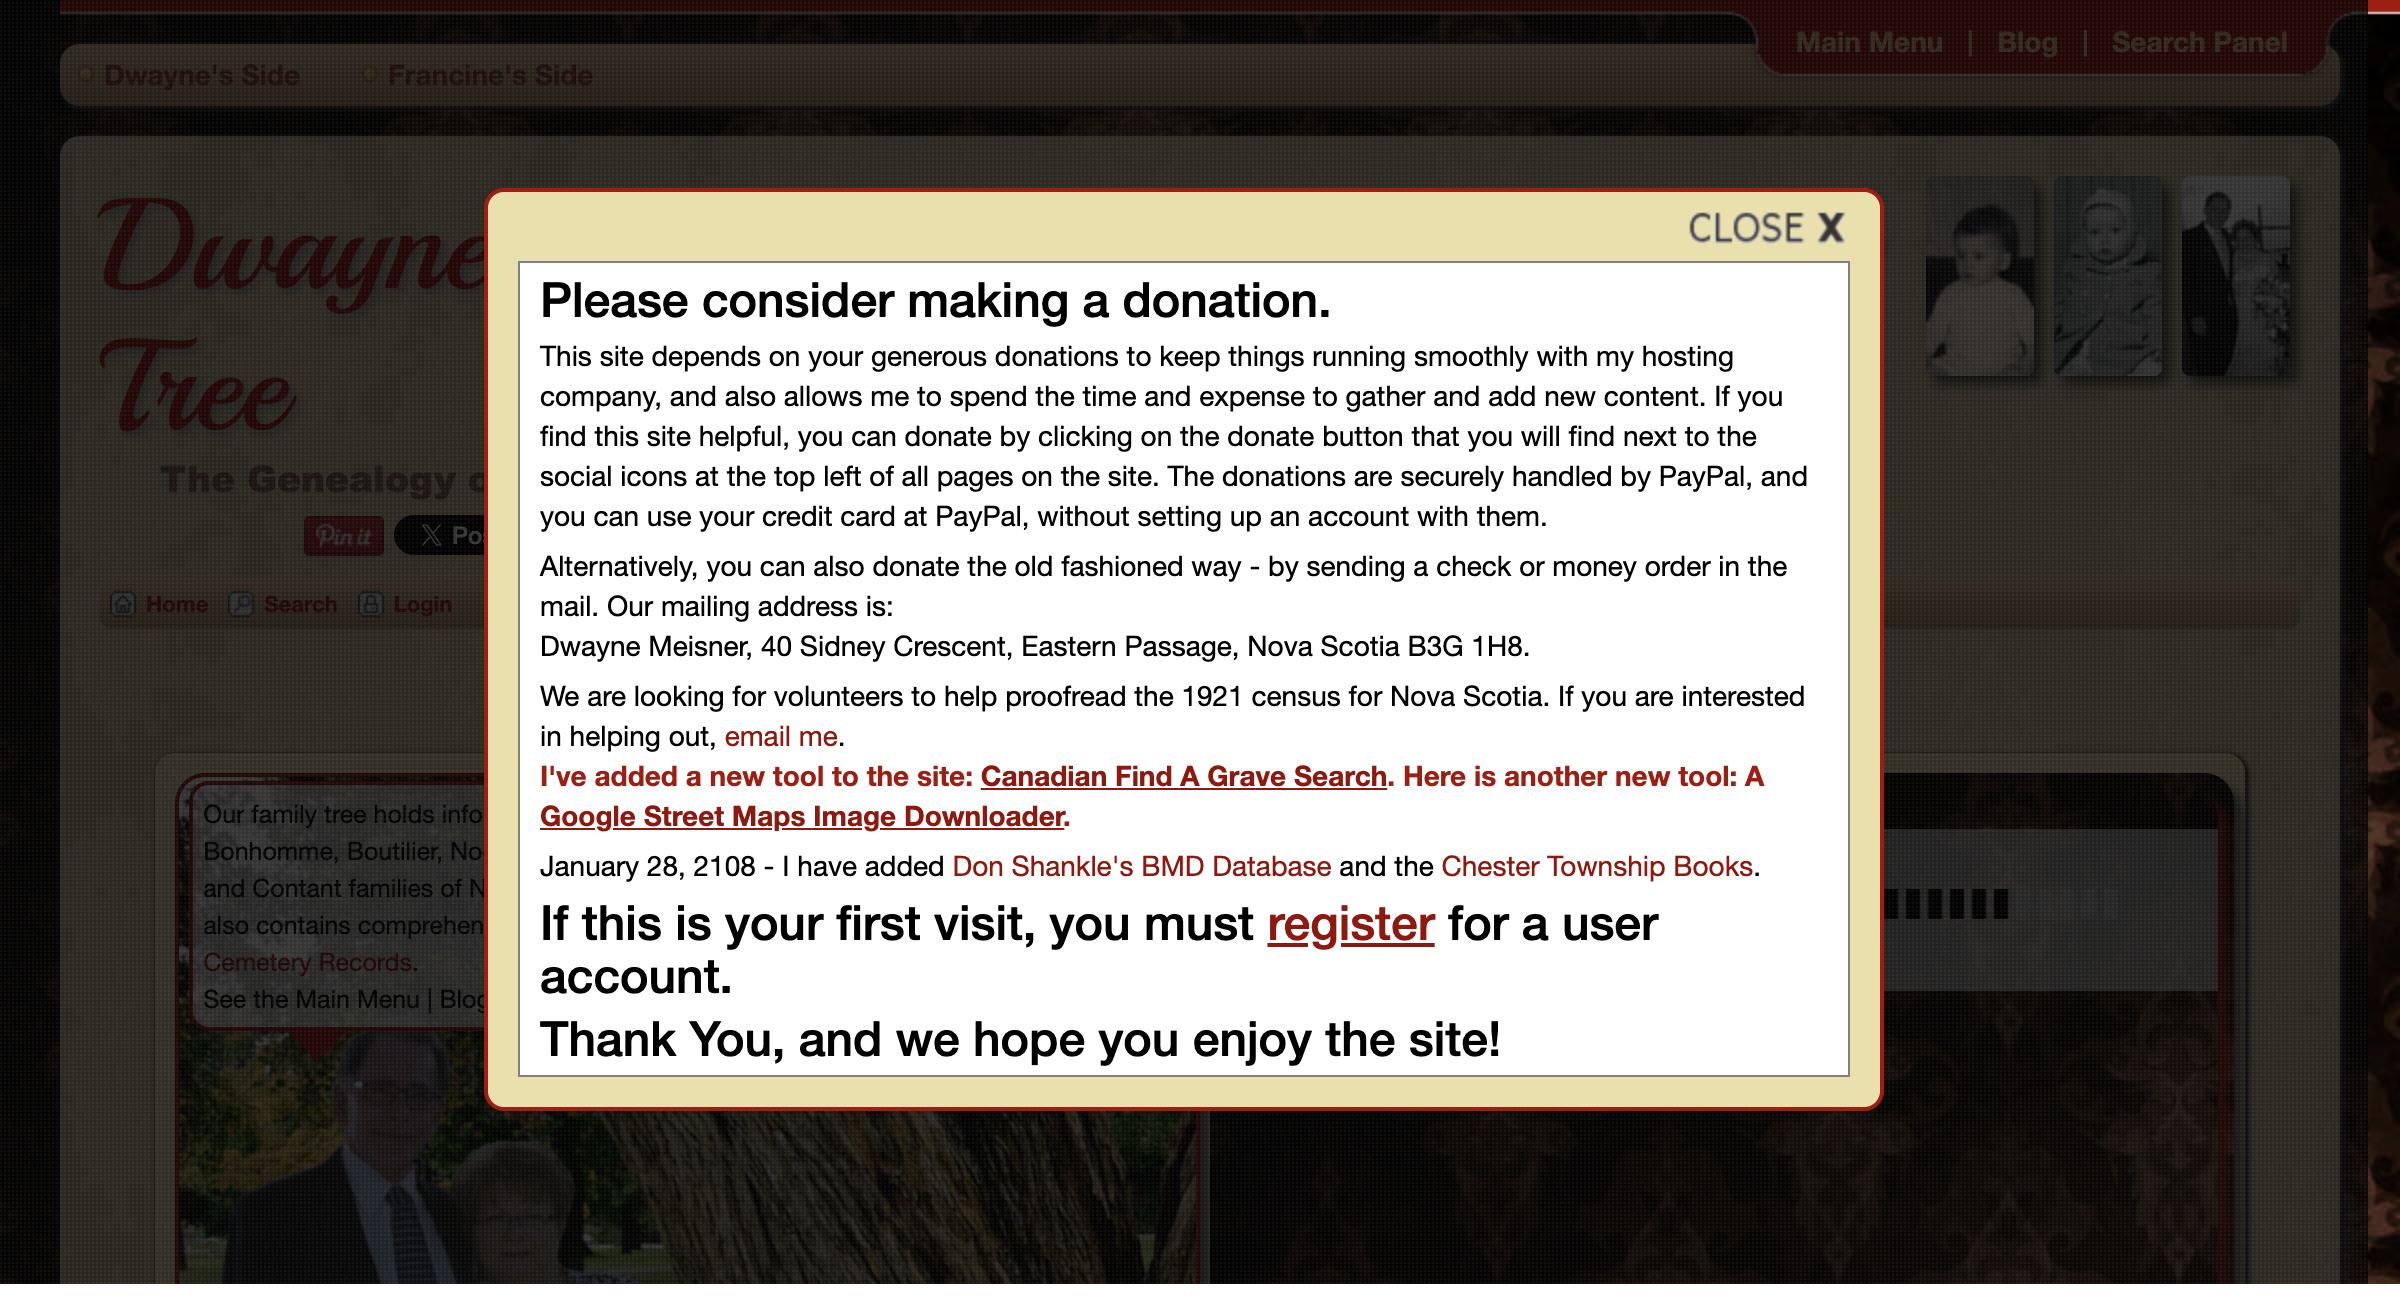 Main Menu | Blog | Search Panel
Dwayne's Side Francine's Side
Dwayne
Tree
The Genealogy
Pin it Pos
Home Search Login
CLOSE X
Please consider making a donation.
This site depends on your generous donations to keep things running smoothly with my hosting
company, and also allows me to spend the time and expense to gather and add new content. If you
find this site helpful, you can donate by clicking on the donate button that you will find next to the
social icons at the top left of all pages on the site. The donations are securely handled by PayPal, and
you can use your credit card at PayPal, without setting up an account with them.
Alternatively, you can also donate the old fashioned way - by sending a check or money order in the
mail. Our mailing address is:
Dwayne Meisner, 40 Sidney Crescent, Eastern Passage, Nova Scotia B3G 1H8.
We are looking for volunteers to help proofread the 1921 census for Nova Scotia. If you are interested
in helping out, email me.
I've added a new tool to the site: Canadian Find A Grave Search. Here is another new tool: A
Google Street Maps Image Downloader.
January 28, 2108 - I have added Don Shankle's BMD Database and the Chester Township Books.
If this is your first visit, you must register for a user
account.
Thank You, and we hope you enjoy the site!
Our family tree holds info
Bonhomme, Boutilier, No
and Contant families of N
also contains comprehen
Cemetery Records.
See the Main Menu | Blog